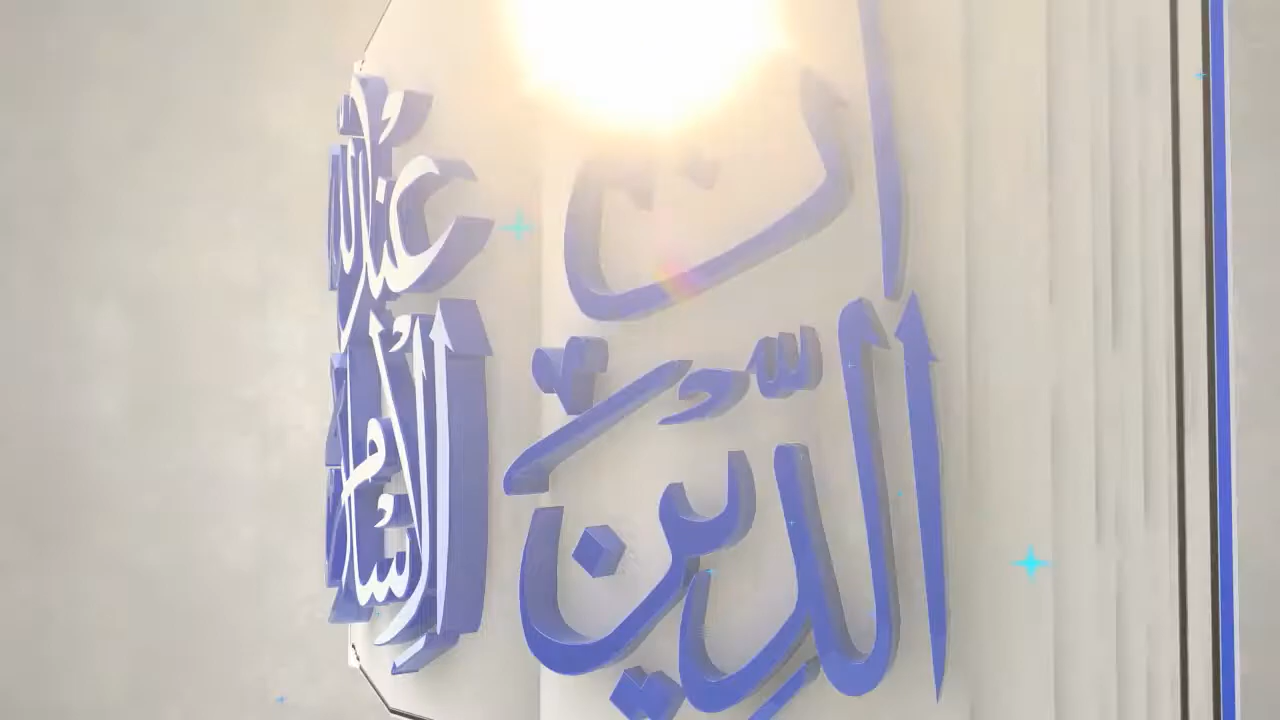 إن
الدين
عند الله
الإسلام